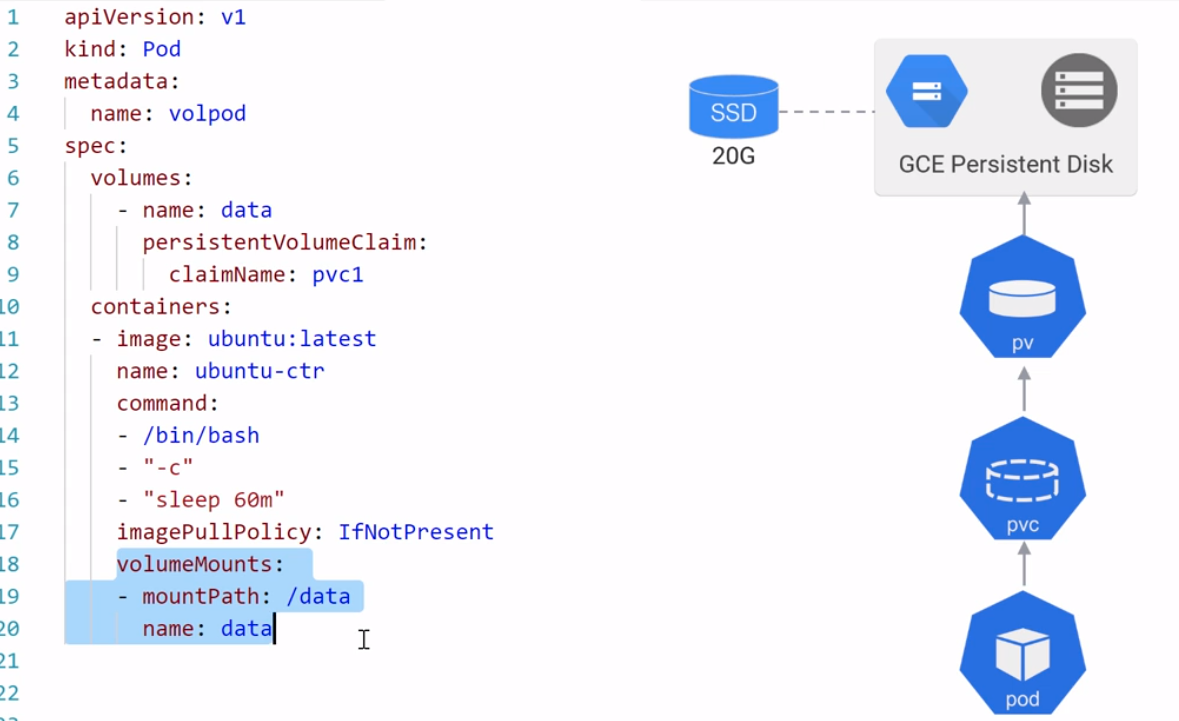 1 apiVersion: v1
2 kind: Pod
3 metadata:
4   name: volpod
5 spec:
6   volumes:
7     - name: data
8       persistentVolumeClaim:
9         claimName: pvc1
10   containers:
11   - image: ubuntu:latest
12     name: ubuntu-ctr
13     command:
14     - /bin/bash
15     - "-c"
16     - "sleep 60m"
17     imagePullPolicy: IfNotPresent
18     volumeMounts:
19     - mountPath: /data
20       name: data
21
22
SSD
20G
GCE Persistent Disk
pv
pvc
pod